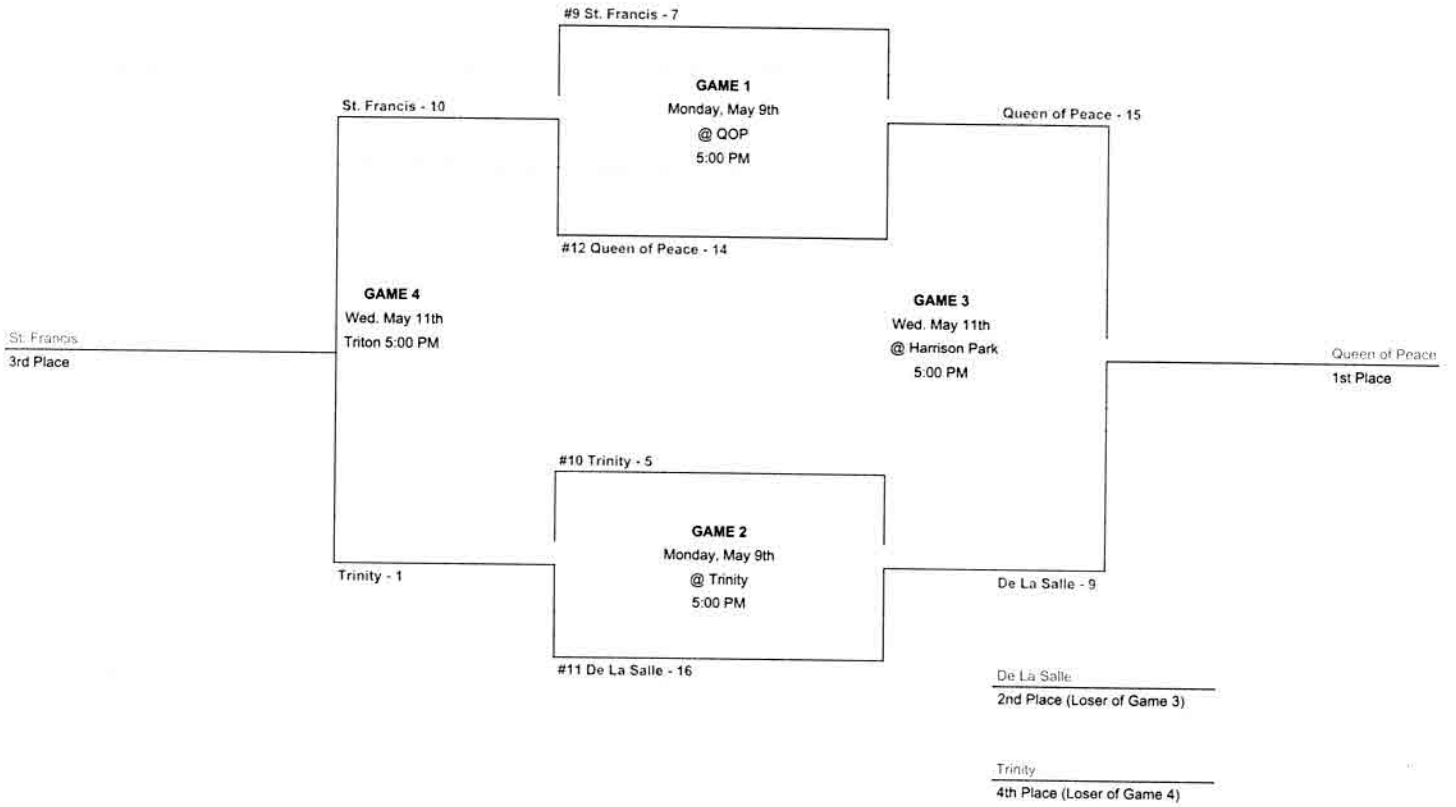 #9 St. Francis - 7
GAME 1
Monday, May 9th
@ QOP
5:00 PM
#12 Queen of Peace - 14
St. Francis - 10
GAME 4
Wed. May 11th
Triton 5:00 PM
Trinity - 1
St. Francis
3rd Place
Queen of Peace - 15
GAME 3
Wed. May 11th
@ Harrison Park
5:00 PM
De La Salle - 9
Queen of Peace
1st Place
#10 Trinity - 5
GAME 2
Monday, May 9th
@ Trinity
5:00 PM
#11 De La Salle - 16
De La Salle
2nd Place (Loser of Game 3)
Trinity
4th Place (Loser of Game 4)